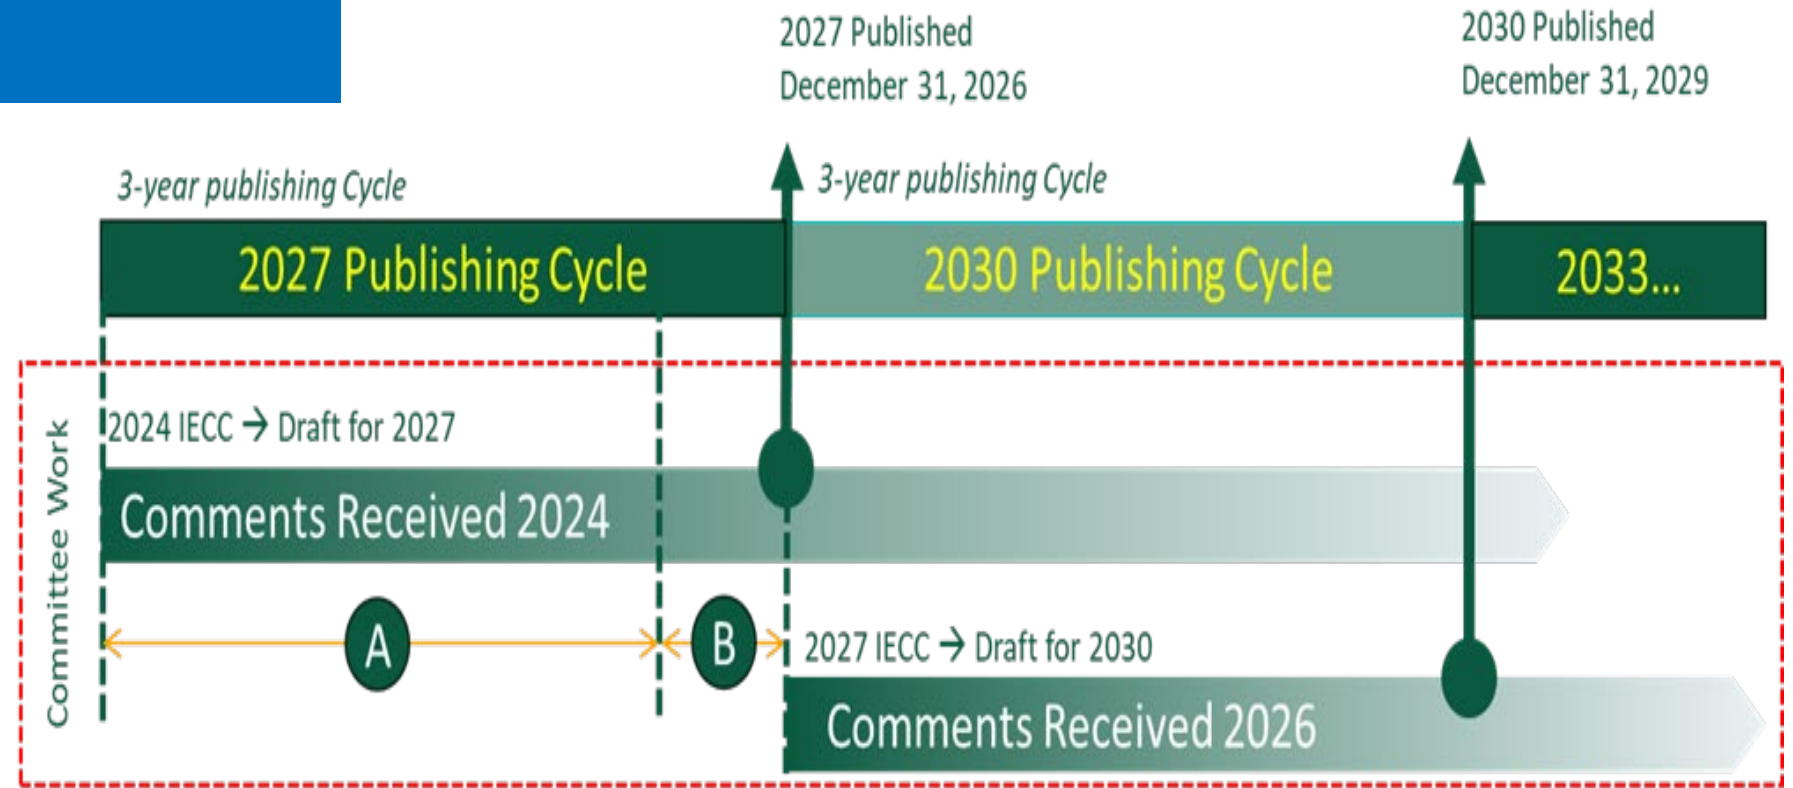 2027 Published
December 31, 2026
2030 Published
December 31, 2029
3-year publishing Cycle
3-year publishing Cycle
2027 Publishing Cycle
2030 Publishing Cycle
2033...
Committee Work
2024 IECC → Draft for 2027
Comments Received 2024
A
B
2027 IECC → Draft for 2030
Comments Received 2026